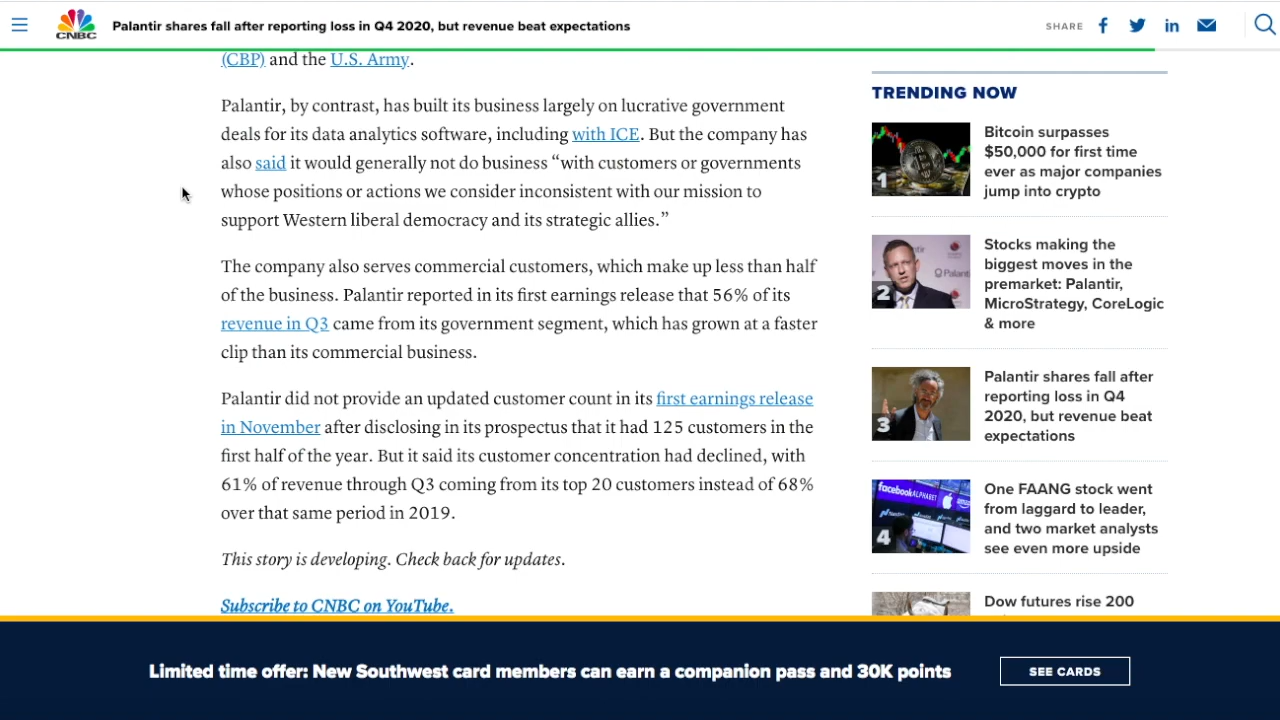 CNBC
Palantir shares fall after reporting loss in Q4 2020, but revenue beat expectations
SHARE
(CBP) and the U.S. Army.
Palantir, by contrast, has built its business largely on lucrative government
deals for its data analytics software, including with ICE. But the company has
also said it would generally not do business “with customers or governments
whose positions or actions we consider inconsistent with our mission to
support Western liberal democracy and its strategic allies.”
The company also serves commercial customers, which make up less than half
of the business. Palantir reported in its first earnings release that 56% of its
revenue in Q3 came from its government segment, which has grown at a faster
clip than its commercial business.
Palantir did not provide an updated customer count in its first earnings release
in November after disclosing in its prospectus that it had 125 customers in the
first half of the year. But it said its customer concentration had declined, with
61% of revenue through Q3 coming from its top 20 customers instead of 68%
over that same period in 2019.
This story is developing. Check back for updates.
Subscribe to CNBC on YouTube.
TRENDING NOW
1
Bitcoin surpasses
$50,000 for first time
ever as major companies
jump into crypto
2
Palanti
Stocks making the
biggest moves in the
premarket: Palantir,
MicroStrategy, CoreLogic
& more
3
Palantir shares fall after
reporting loss in Q4
2020, but revenue beat
expectations
4
facebook ALPHABET
One FAANG stock went
from laggard to leader,
and two market analysts
see even more upside
Dow futures rise 200
Limited time offer: New Southwest card members can earn a companion pass and 30K points
SEE CARDS